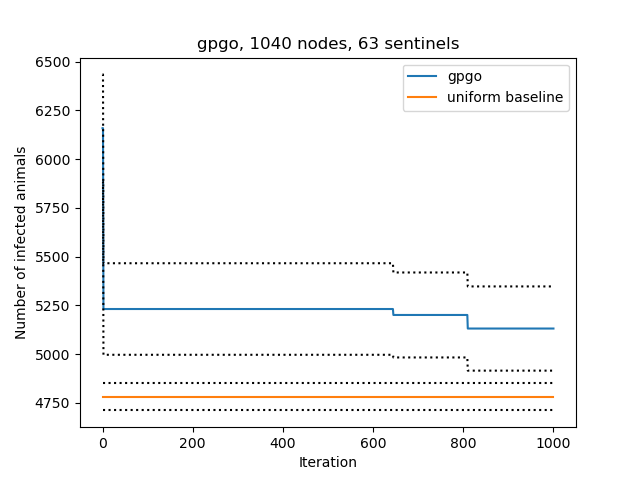 gpgo, 1040 nodes, 63 sentinels
gpgo
uniform baseline
Number of infected animals
6500
6250
6000
5750
5500
5250
5000
4750
0 200 400 600 800 1000
Iteration